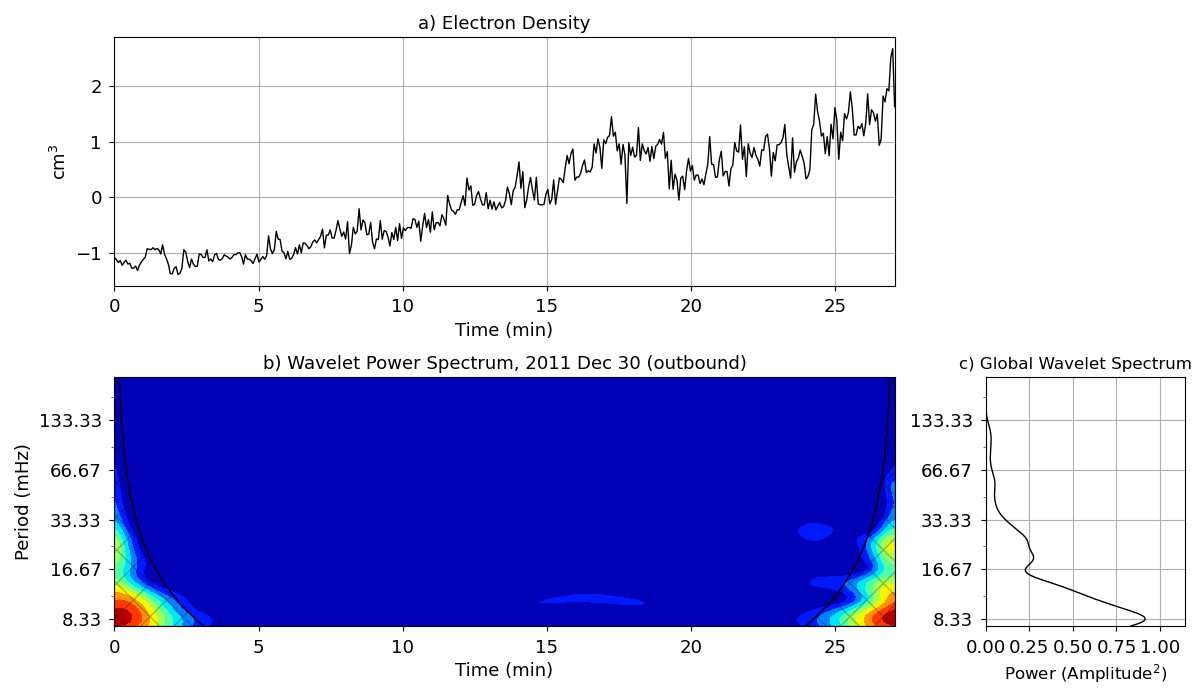 a) Electron Density
cm³
2
1
0
−1
0 5 10 15 20 25
Time (min)
b) Wavelet Power Spectrum, 2011 Dec 30 (outbound)
Period (mHz)
133.33
66.67
33.33
16.67
8.33
0 5 10 15 20 25
Time (min)
c) Global Wavelet Spectrum
133.33
66.67
33.33
16.67
8.33
0.00 0.25 0.50 0.75 1.00
Power (Amplitude²)